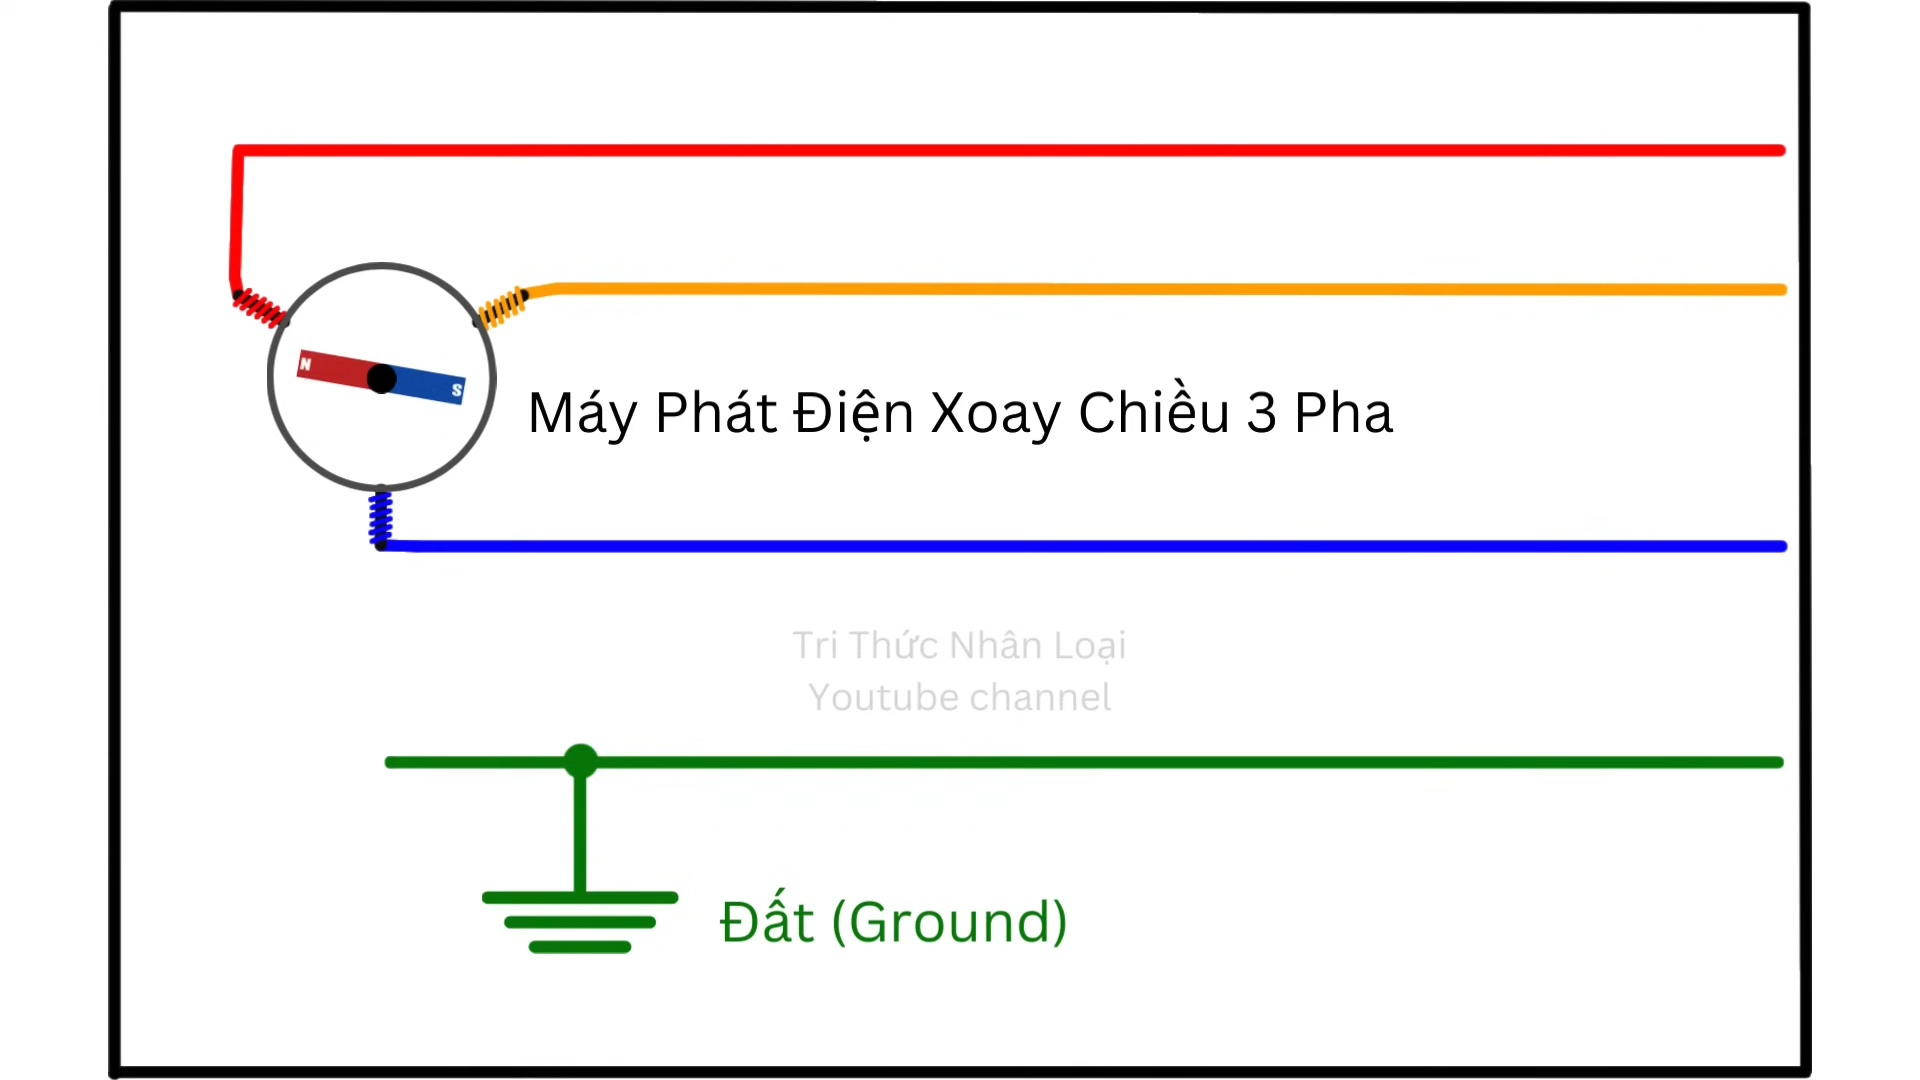 N
S
Máy Phát Điện Xoay Chiều 3 Pha
Tri Thức Nhân Loại
Youtube channel
Đất (Ground)